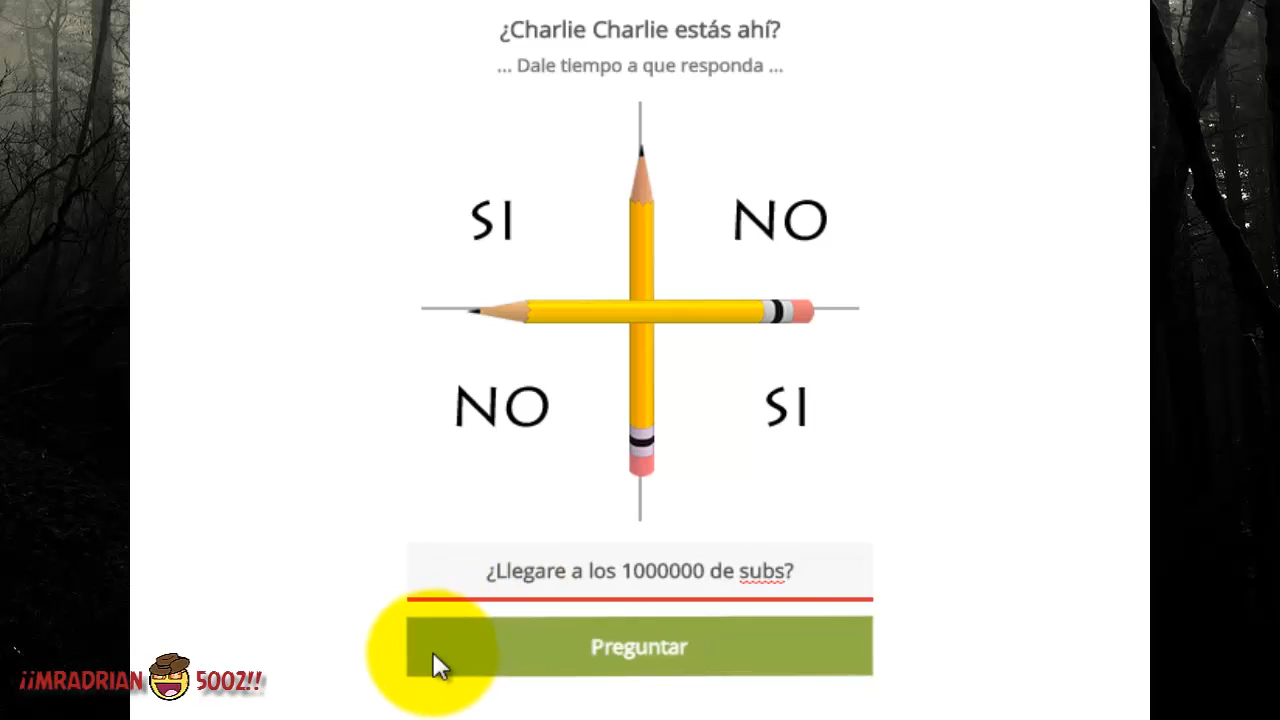 ¿Charlie Charlie estás ahí?
... Dale tiempo a que responda ...
SI
NO
NO
SI
¿Llegare a los 1000000 de subs?
Preguntar
¡¡MRADRIAN 5002!!